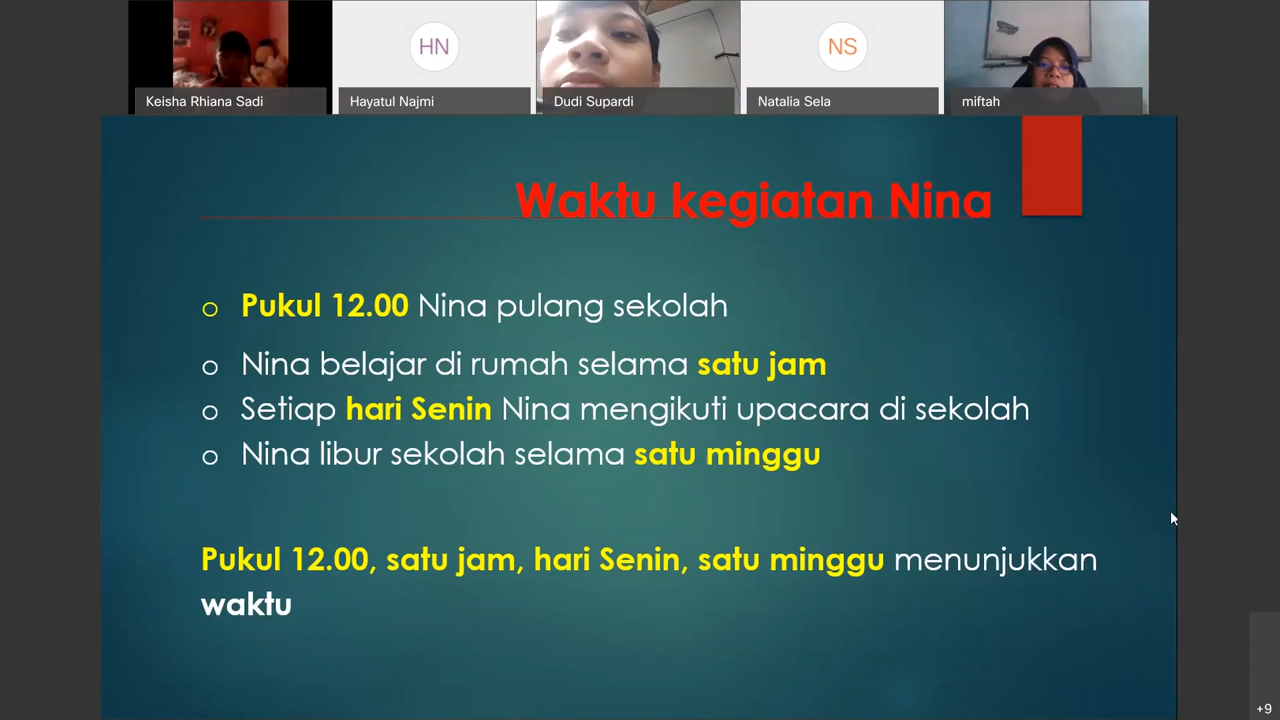 HN
NS
Keisha Rhiana Sadi
Hayatul Najmi
Dudi Supardi
Natalia Sela
miftah
Waktu kegiatan Nina
o Pukul 12.00 Nina pulang sekolah
o Nina belajar di rumah selama satu jam
o Setiap hari Senin Nina mengikuti upacara di sekolah
o Nina libur sekolah selama satu minggu
Pukul 12.00, satu jam, hari Senin, satu minggu menunjukkan
waktu
+9